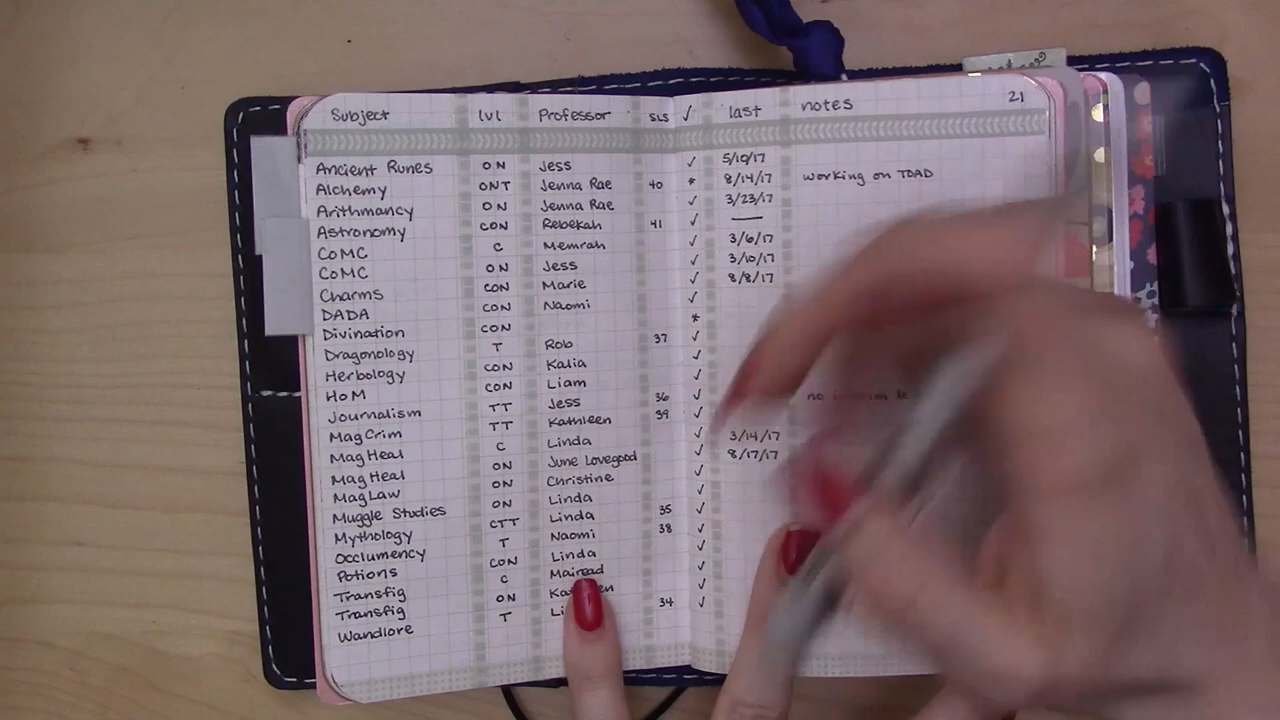 Subject lvl Professor SLS ✓ last notes 21
Ancient Runes ON Jess ✓ 5/10/17
Alchemy ONT Jenna Rae 40 * 8/14/17 working on TOAD
Arithmancy ON Jenna Rae ✓ 3/23/17
Astronomy CON Rebekah 41 ✓ —
CoMC C Memrah ✓ 3/6/17
CoMC ON Jess ✓ 3/10/17
Charms CON Marie ✓ 8/8/17
DADA CON Naomi ✓
Divination CON *
Dragonology T Rob 37 ✓
Herbology CON Kalia ✓
HoM CON Liam ✓
Journalism TT Jess 36 ✓ no
MagCrim TT Kathleen 39 ✓
MagHeal C Linda ✓ 3/14/17
MagHeal ON June Lovegood ✓ 8/17/17
MagLaw ON Christine ✓
Muggle Studies ON Linda ✓
Mythology CTT Linda 35 ✓
Occlumency T Naomi 38 ✓
Potions CON Linda ✓
Transfig C Mairead ✓
Transfig ON ✓
Wandlore T 34 ✓